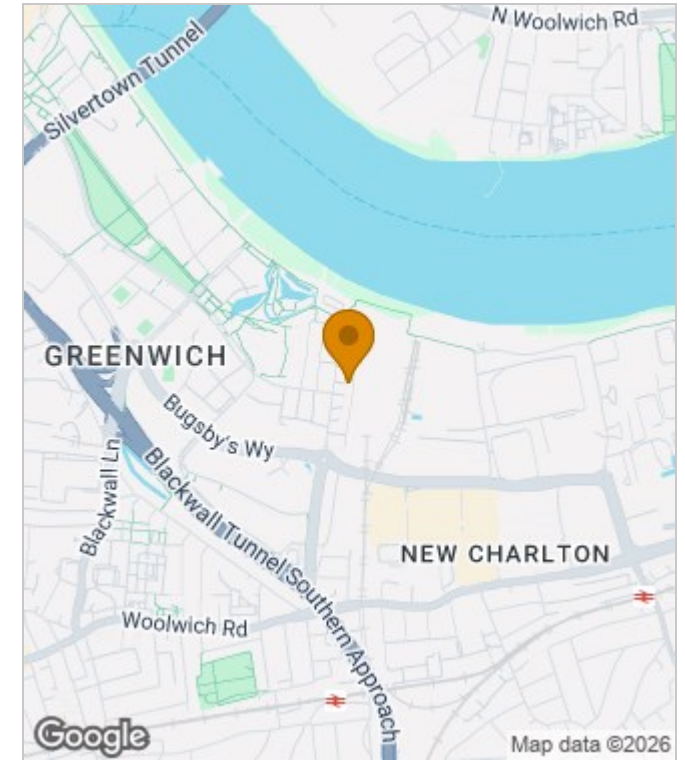 N Woolwich Rd
Silvertown Tunnel
GREENWICH
Bugsby's Wy
Blackwall Ln
Blackwall Tunnel Southern Approach
NEW CHARLTON
Woolwich Rd
Google
Map data ©2026